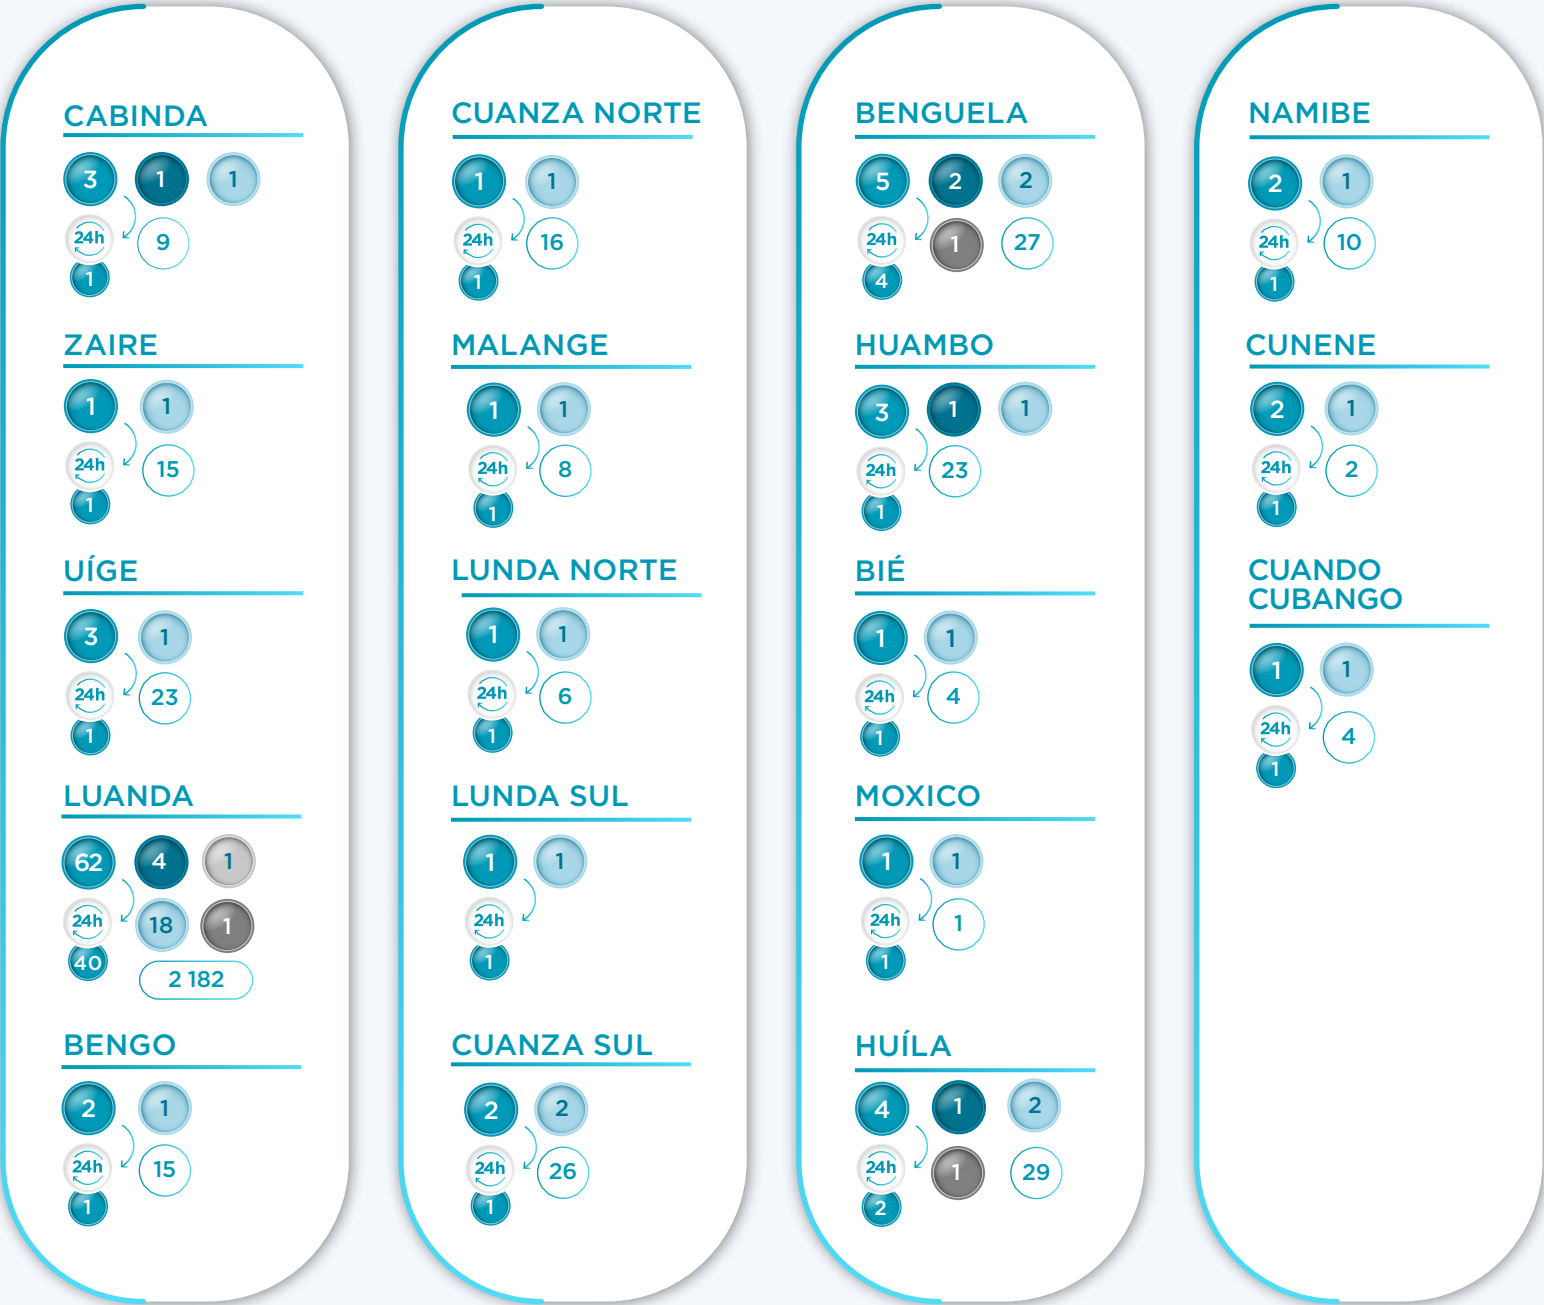 CABINDA
3 1 1
24h 9
1
ZAIRE
1 1
24h 15
1
UÍGE
3 1
24h 23
1
LUANDA
62 4 1
24h 18 1
40 2 182
BENGO
2 1
24h 15
1
CUANZA NORTE
1 1
24h 16
1
MALANGE
1 1
24h 8
1
LUNDA NORTE
1 1
24h 6
1
LUNDA SUL
1 1
24h
1
CUANZA SUL
2 2
24h 26
1
BENGUELA
5 2 2
24h 1 27
4
HUAMBO
3 1 1
24h 23
1
BIÉ
1 1
24h 4
1
MOXICO
1 1
24h 1
1
HUÍLA
4 1 2
24h 1 29
2
NAMIBE
2 1
24h 10
1
CUNENE
2 1
24h 2
1
CUANDO
CUBANGO
1 1
24h 4
1